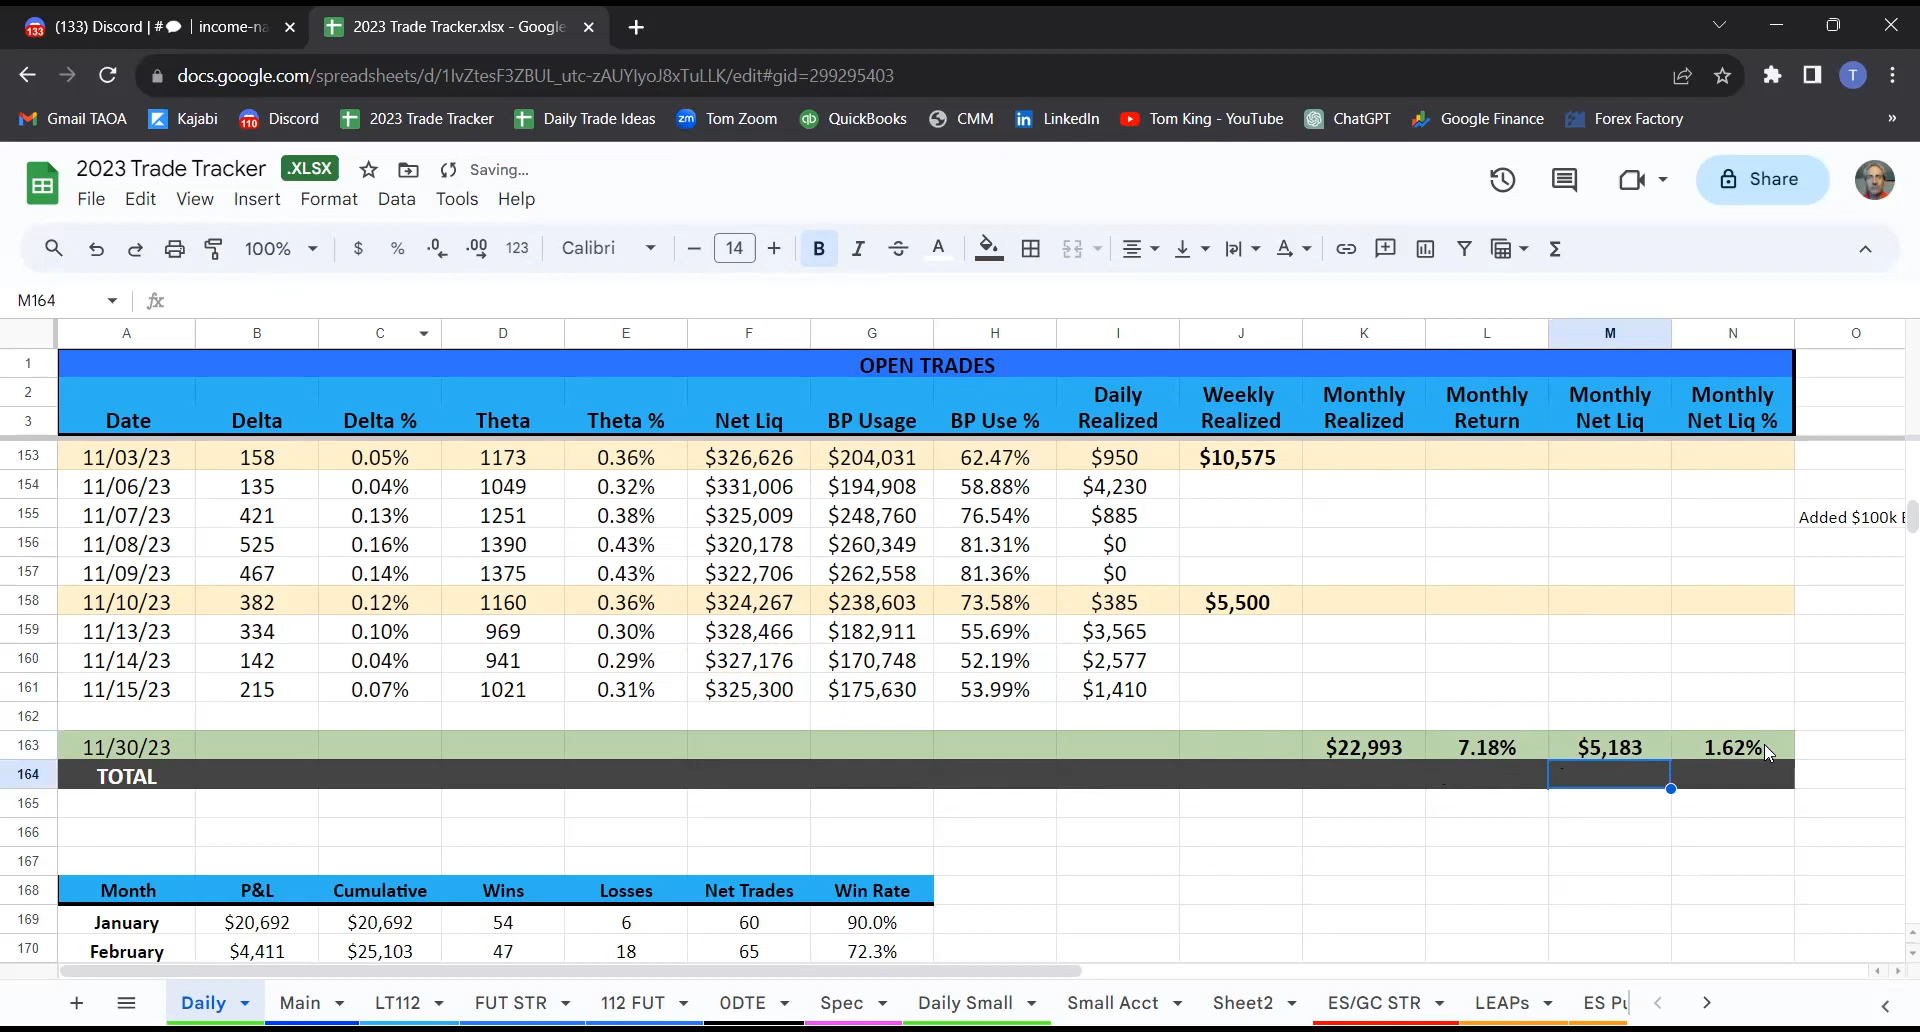 (133) Discord | # | income-na
2023 Trade Tracker.xlsx - Google
docs.google.com/spreadsheets/d/1IvZtesF3ZBUL_utc-zAUYIyoJ8xTuLLK/edit#gid=299295403
T
Gmail TAOA Kajabi Discord 2023 Trade Tracker Daily Trade Ideas Tom Zoom QuickBooks CMM LinkedIn Tom King - YouTube ChatGPT Google Finance Forex Factory »
2023 Trade Tracker .XLSX Saving...
Share
File Edit View Insert Format Data Tools Help
100% $ % .0 .00 123 Calibri 14 B I A
M164 fx
A B C D E F G H I J K L M N O
1 OPEN TRADES
2 Daily Weekly Monthly Monthly Monthly Monthly
3 Date Delta Delta % Theta Theta % Net Liq BP Usage BP Use % Realized Realized Realized Return Net Liq Net Liq %
153 11/03/23 158 0.05% 1173 0.36% $326,626 $204,031 62.47% $950 $10,575
154 11/06/23 135 0.04% 1049 0.32% $331,006 $194,908 58.88% $4,230
155 11/07/23 421 0.13% 1251 0.38% $325,009 $248,760 76.54% $885 Added $100k
156 11/08/23 525 0.16% 1390 0.43% $320,178 $260,349 81.31% $0
157 11/09/23 467 0.14% 1375 0.43% $322,706 $262,558 81.36% $0
158 11/10/23 382 0.12% 1160 0.36% $324,267 $238,603 73.58% $385 $5,500
159 11/13/23 334 0.10% 969 0.30% $328,466 $182,911 55.69% $3,565
160 11/14/23 142 0.04% 941 0.29% $327,176 $170,748 52.19% $2,577
161 11/15/23 215 0.07% 1021 0.31% $325,300 $175,630 53.99% $1,410
162
163 11/30/23 $22,993 7.18% $5,183 1.62%
164 TOTAL
165
166
167
168 Month P&L Cumulative Wins Losses Net Trades Win Rate
169 January $20,692 $20,692 54 6 60 90.0%
170 February $4,411 $25,103 47 18 65 72.3%
Daily Main LT112 FUT STR 112 FUT 0DTE Spec Daily Small Small Acct Sheet2 ES/GC STR LEAPs ES